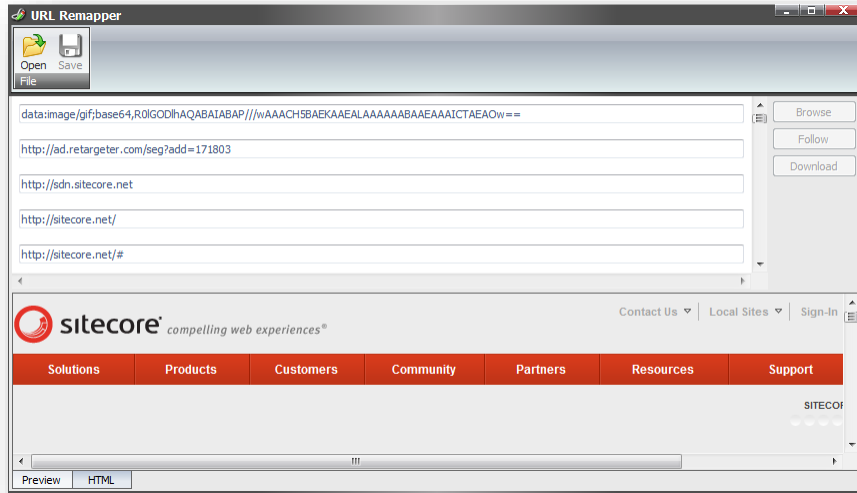 URL Remapper
Open Save
File
data:image/gif;base64,R0lGODlhAQABAIABAP///wAAACH5BAEKAAEALAAAAAABAAEAAAICTAEAOw==
http://ad.retargeter.com/seg?add=171803
http://sdn.sitecore.net
http://sitecore.net/
http://sitecore.net/#
Browse
Follow
Download
Contact Us Local Sites Sign-In
sitecore compelling web experiences®
Solutions Products Customers Community Partners Resources Support
SITECOR
Preview HTML